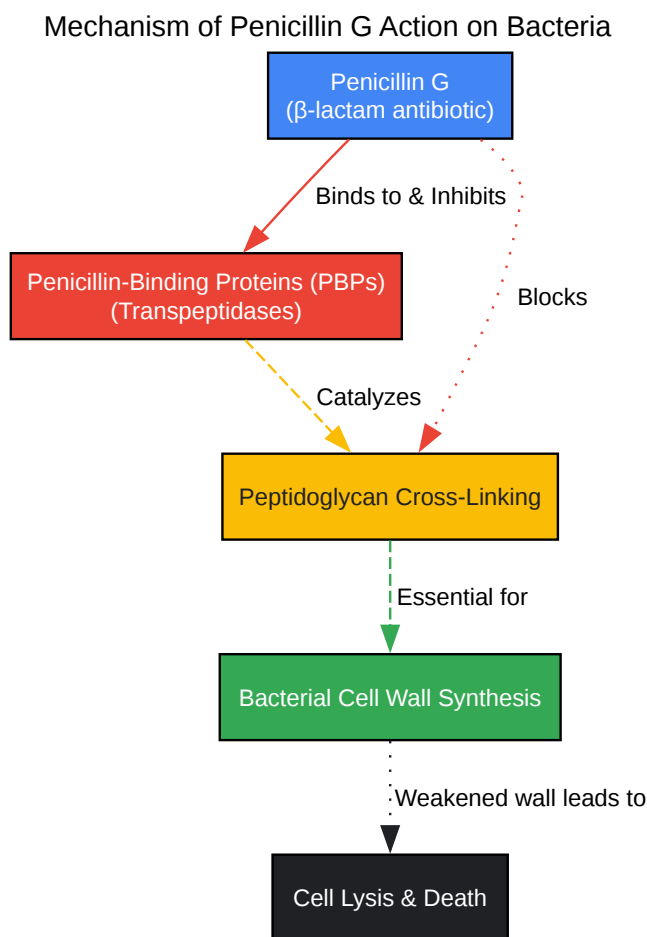 Mechanism of Penicillin G Action on Bacteria
Penicillin G
(β-lactam antibiotic)
Binds to & Inhibits
Penicillin-Binding Proteins (PBPs)
(Transpeptidases)
Blocks
Catalyzes
Peptidoglycan Cross-Linking
Essential for
Bacterial Cell Wall Synthesis
Weakened wall leads to
Cell Lysis & Death